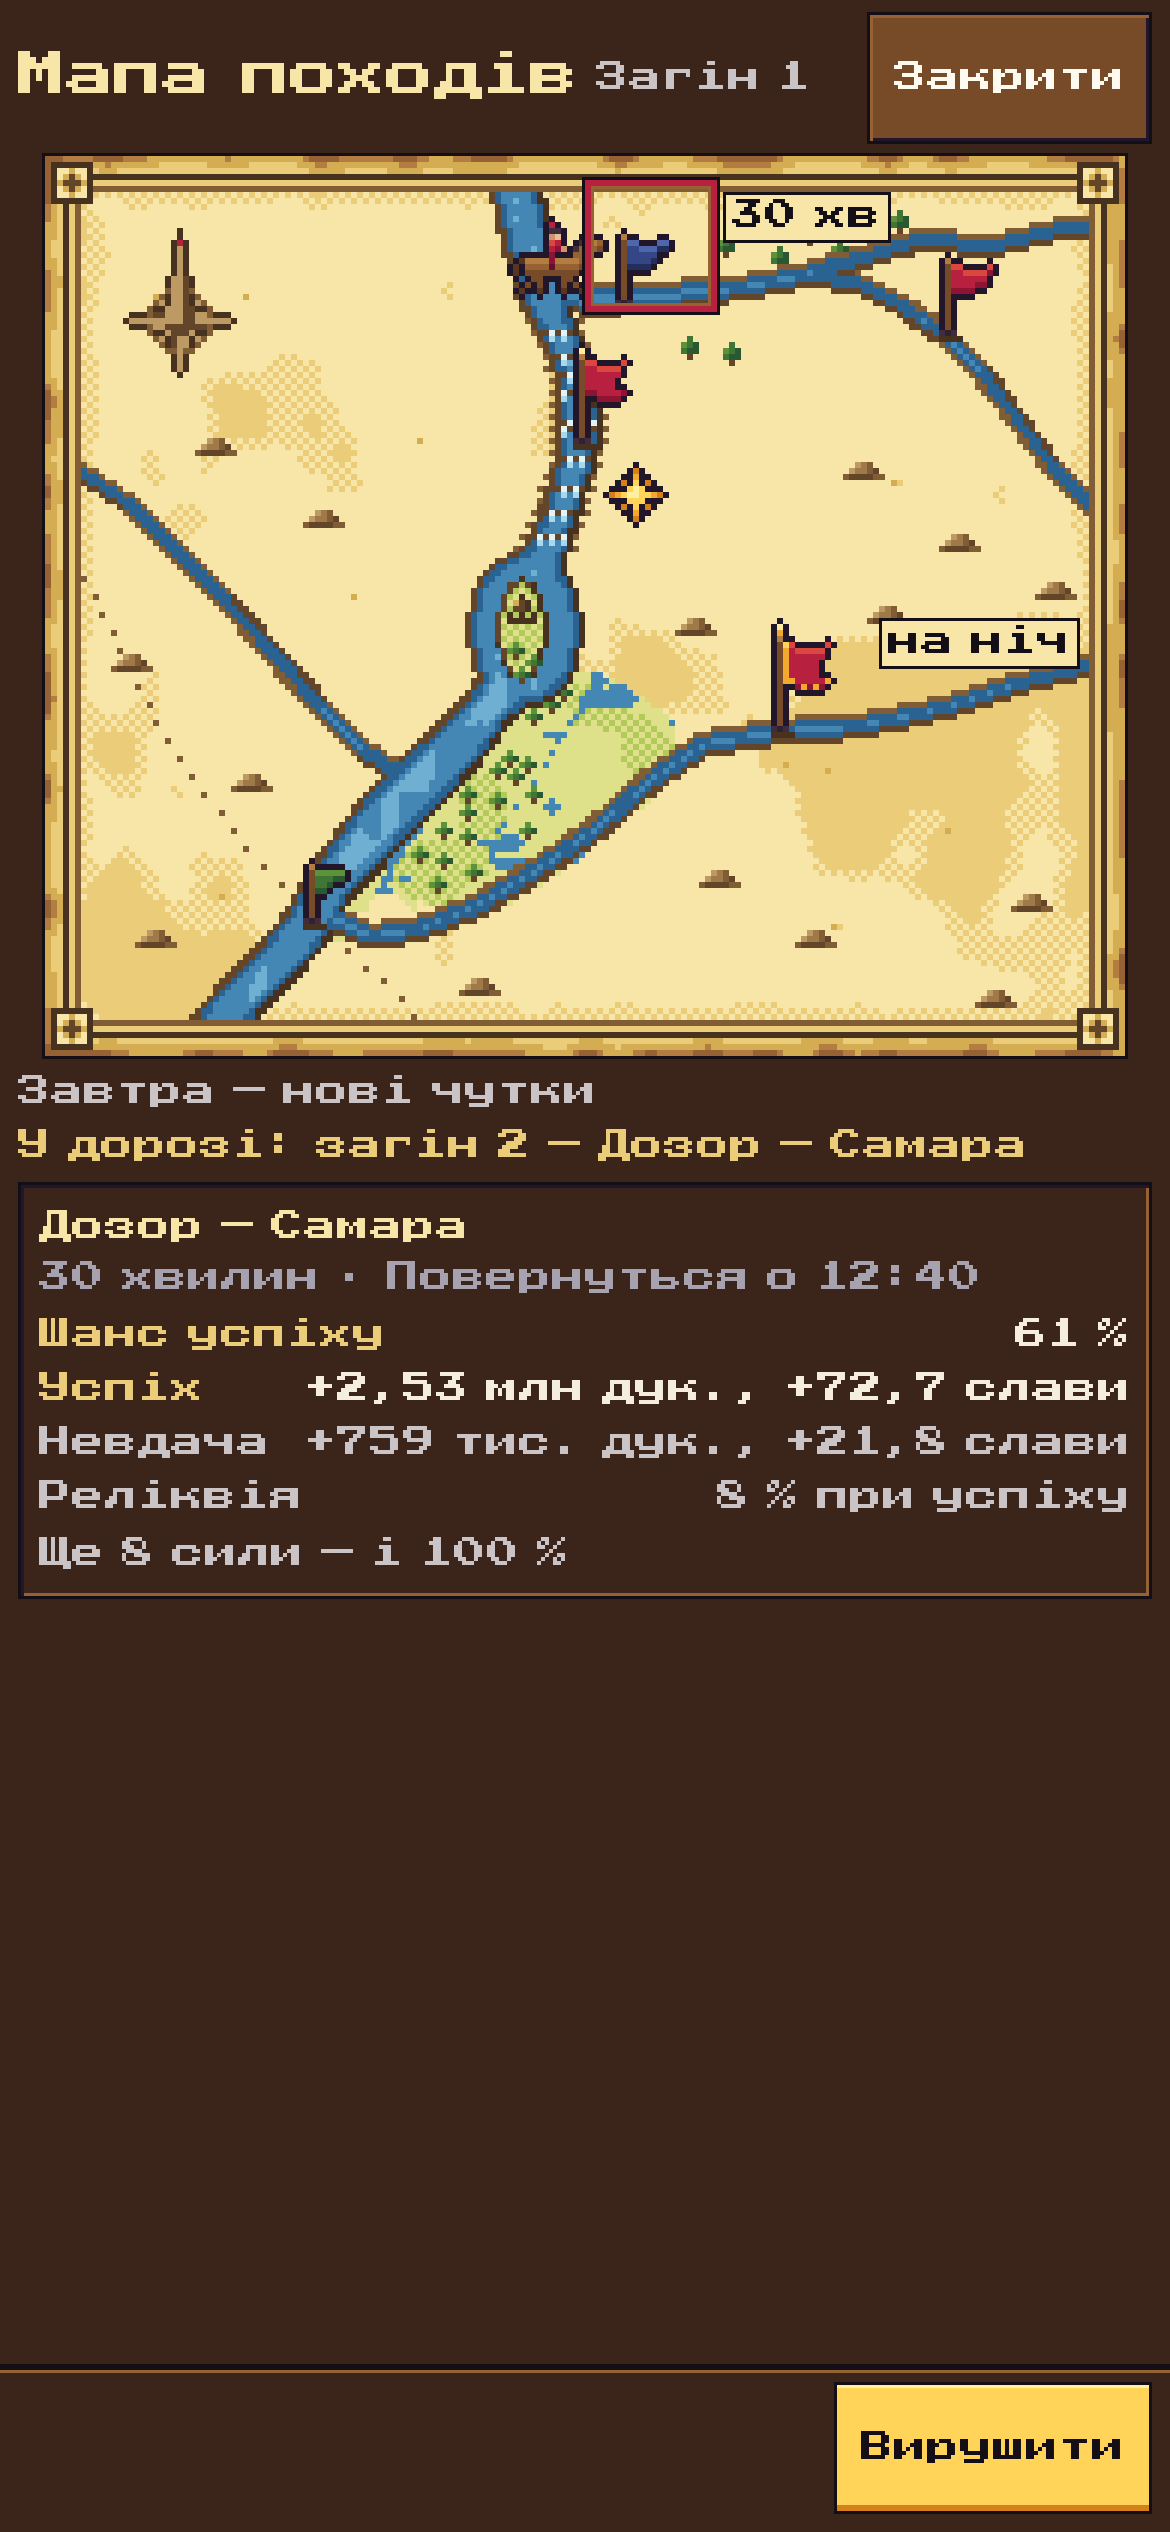 Мапа походів Загін 1
Закрити
30 хв
на ніч
Завтра — нові чутки
У дорозі: загін 2 — Дозор — Самара
Дозор — Самара
30 хвилин · Повернуться о 12:40
Шанс успіху 61 %
Успіх +2,53 млн дук., +72,7 слави
Невдача +759 тис. дук., +21,8 слави
Реліквія 8 % при успіху
Ще 8 сили — і 100 %
Вирушити